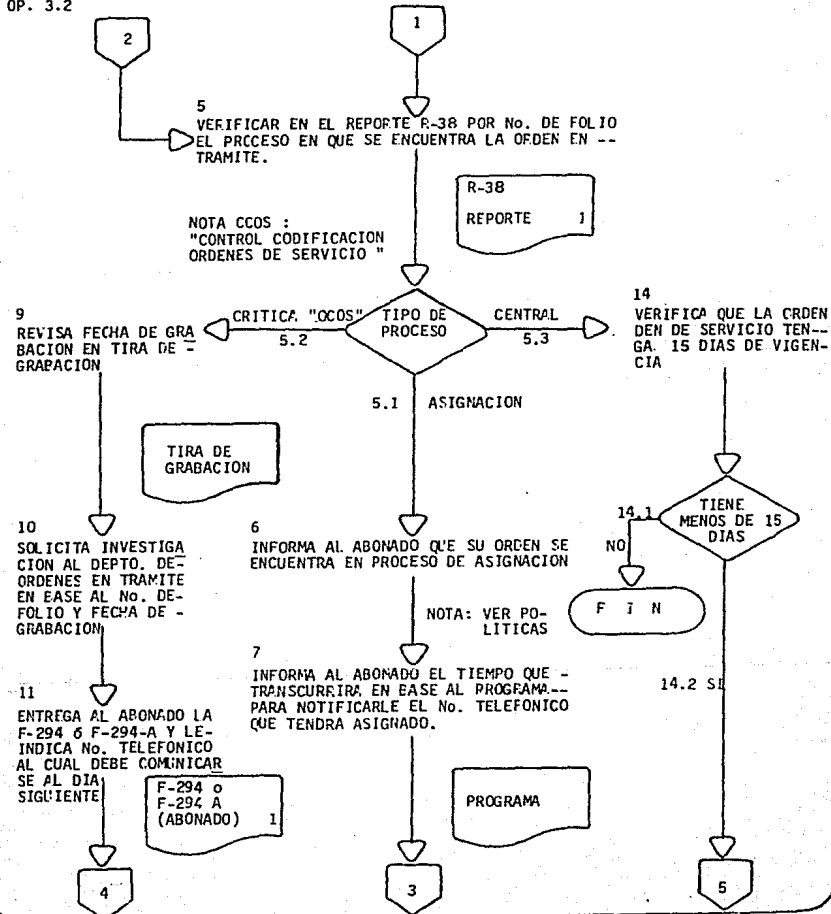 OP. 3.2
2
1
5
VERIFICAR EN EL REPORTE R-38 POR No. DE FOLIO
EL PROCESO EN QUE SE ENCUENTRA LA ORDEN EN --
TRAMITE.
R-38
REPORTE 1
NOTA CCOS :
"CONTROL CODIFICACION
ORDENES DE SERVICIO "
TIPO DE
PROCESO
CRITICA "OCOS"
5.2
CENTRAL
5.3
5.1 ASIGNACION
9
REVISA FECHA DE GRA
BACION EN TIRA DE -
GRABACION
TIRA DE
GRABACION
10
SOLICITA INVESTIGA
CION AL DEPTO. DE-
ORDENES EN TRAMITE
EN BASE AL No. DE-
FOLIO Y FECHA DE -
GRABACION
11
ENTREGA AL ABONADO LA
F-294 ó F-294-A Y LE-
INDICA No. TELEFONICO
AL CUAL DEBE COMUNICAR
SE AL DIA
SIGUIENTE
F-294 o
F-294 A
(ABONADO) 1
4
6
INFORMA AL ABONADO QUE SU ORDEN SE
ENCUENTRA EN PROCESO DE ASIGNACION
NOTA: VER PO-
LITICAS
7
INFORMA AL ABONADO EL TIEMPO QUE -
TRANSCURRIRA EN BASE AL PROGRAMA--
PARA NOTIFICARLE EL No. TELEFONICO
QUE TENDRA ASIGNADO.
PROGRAMA
3
14
VERIFICA QUE LA ORDEN
DEN DE SERVICIO TEN--
GA. 15 DIAS DE VIGEN-
CIA
TIENE
MENOS DE 15
DIAS
14.1
NO
F I N
14.2 SI
5